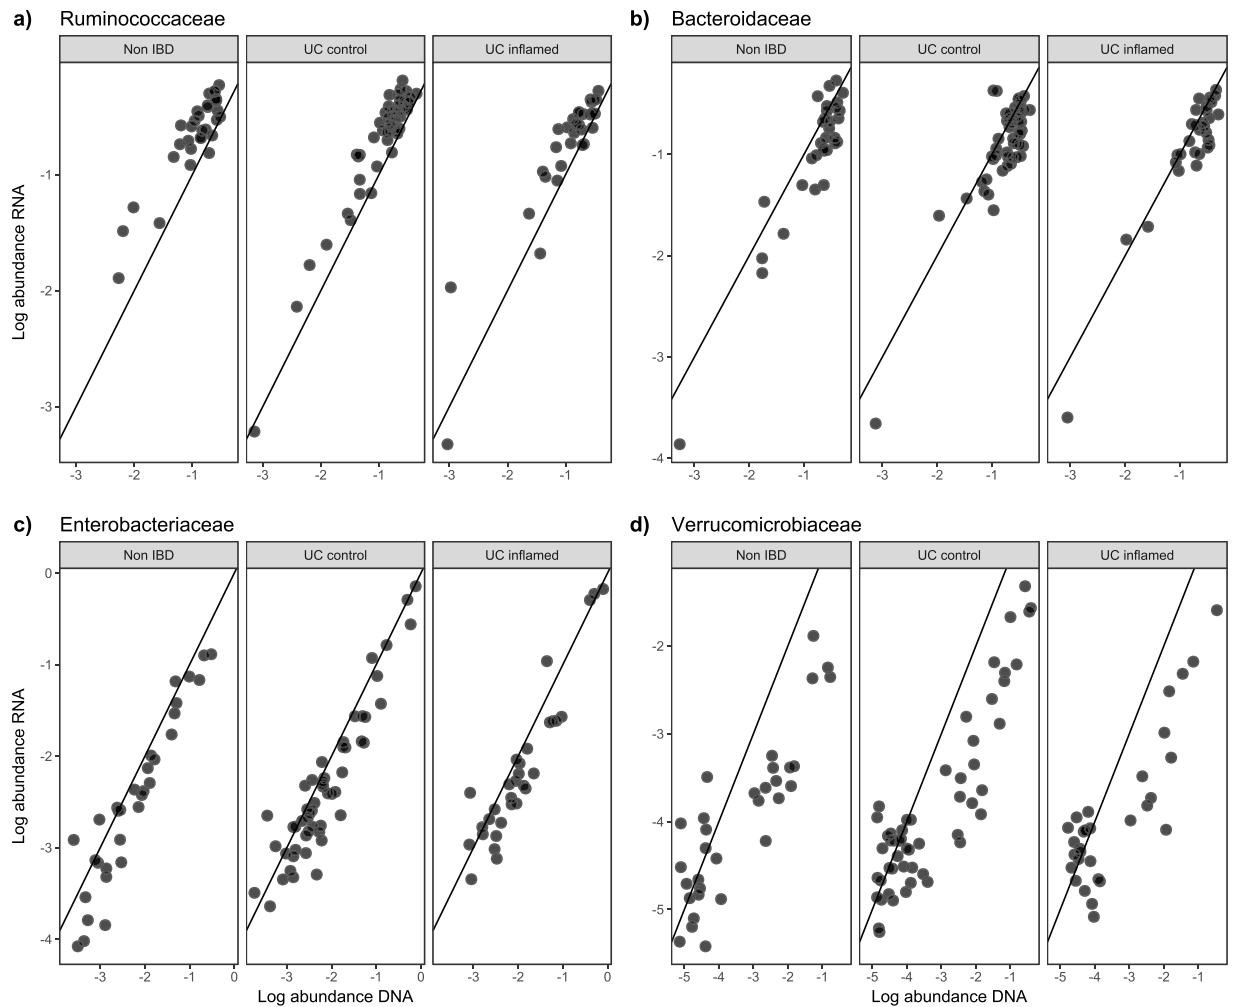 a) Ruminococcaceae
Non IBD UC control UC inflamed
Log abundance RNA
-1
-2
-3
-3 -2 -1 -3 -2 -1 -3 -2 -1
b) Bacteroidaceae
Non IBD UC control UC inflamed
-1
-2
-3
-4
-3 -2 -1 -3 -2 -1 -3 -2 -1
c) Enterobacteriaceae
Non IBD UC control UC inflamed
Log abundance RNA
0
-1
-2
-3
-4
-3 -2 -1 0 -3 -2 -1 0 -3 -2 -1 0
Log abundance DNA
d) Verrucomicrobiaceae
Non IBD UC control UC inflamed
-2
-3
-4
-5
-5 -4 -3 -2 -1 -5 -4 -3 -2 -1 -5 -4 -3 -2 -1
Log abundance DNA